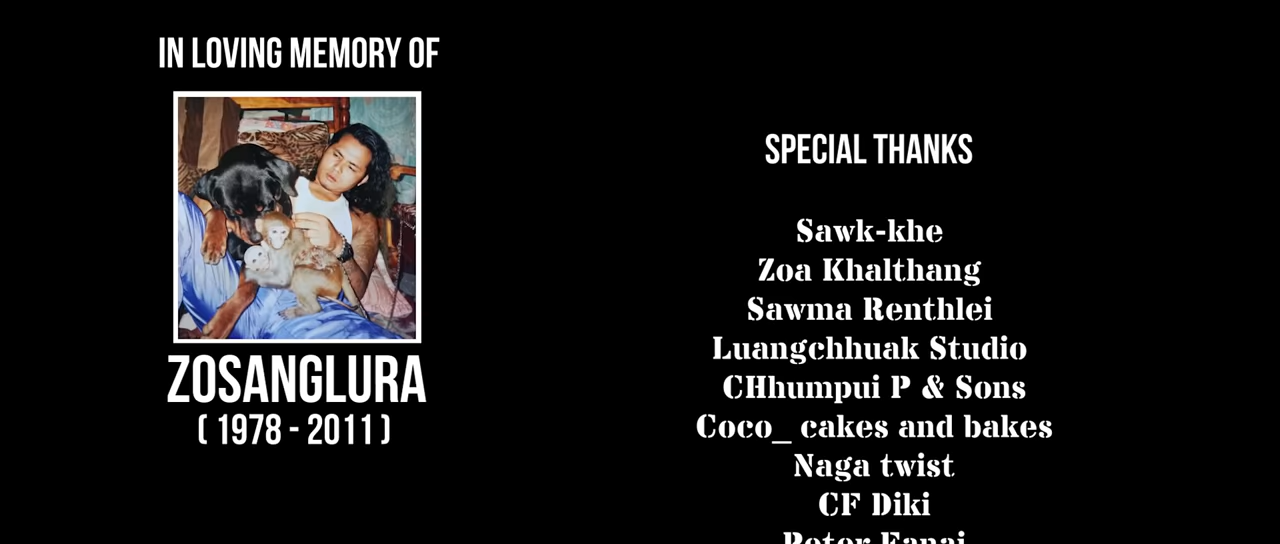 IN LOVING MEMORY OF
ZOSANGLURA
( 1978 - 2011 )
SPECIAL THANKS
Sawk-khe
Zoa Khalthang
Sawma Renthlei
Luangchhuak Studio
CHhumpui P & Sons
Coco_ cakes and bakes
Naga twist
CF Diki